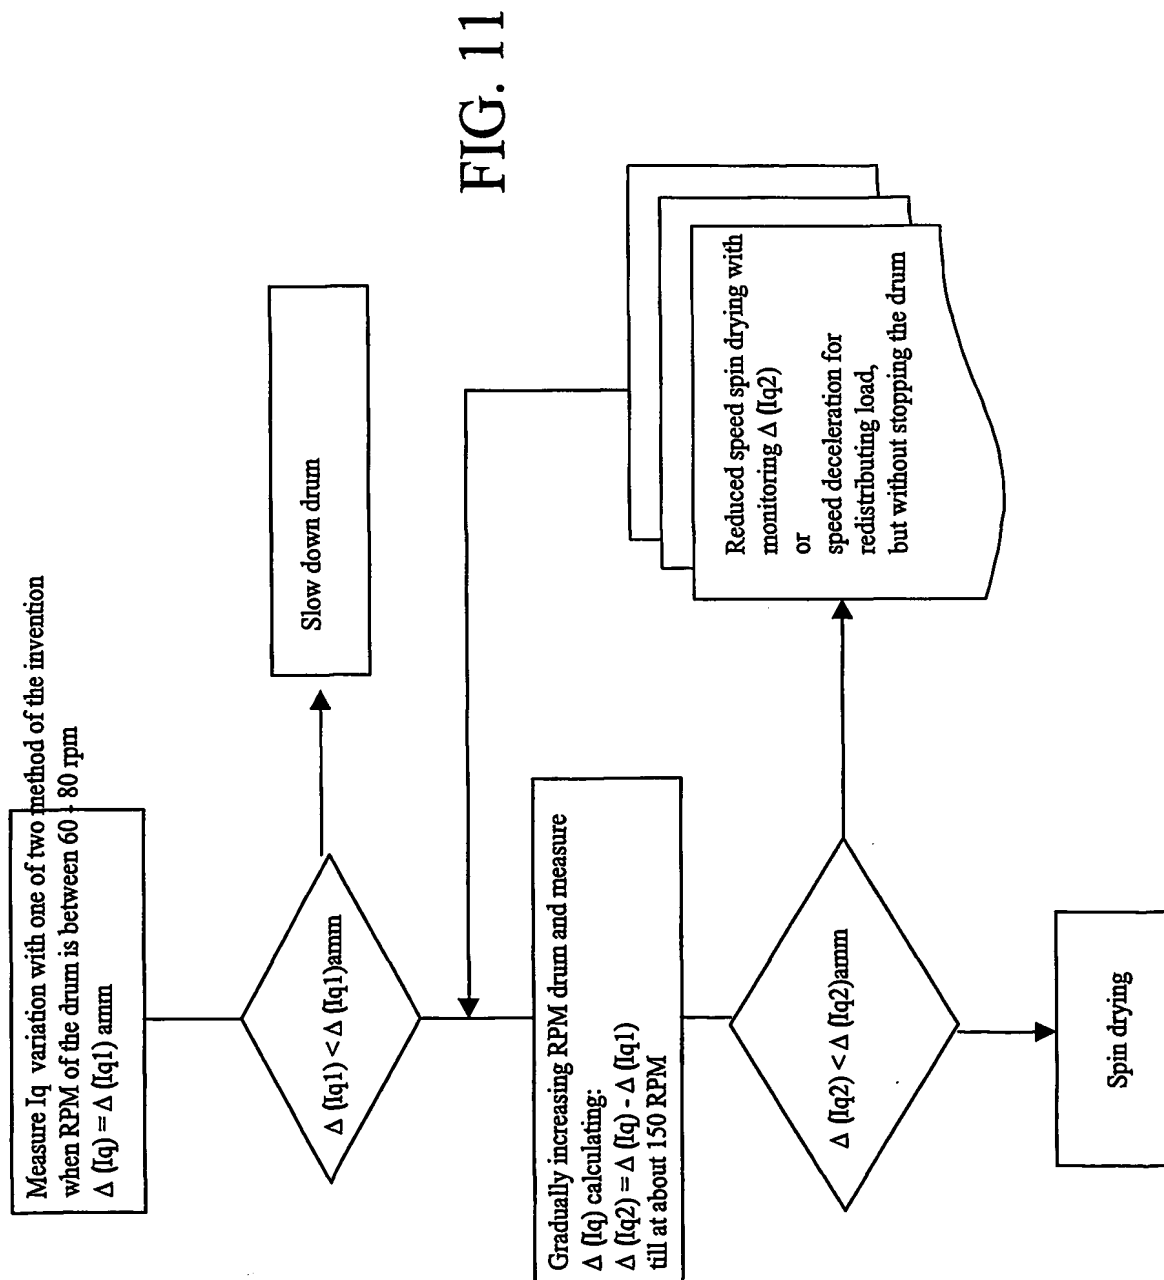 FIG. 11
Measure Iq variation with one of two method of the invention
when RPM of the drum is between 60 - 80 rpm
Δ (Iq) = Δ (Iq1) amm
Δ (Iq1) < Δ (Iq1)amm
Slow down drum
Gradually increasing RPM drum and measure
Δ (Iq) calculating:
Δ (Iq2) = Δ (Iq) - Δ (Iq1)
till at about 150 RPM
Δ (Iq2) < Δ (Iq2)amm
Reduced speed spin drying with
monitoring Δ (Iq2)
or
speed deceleration for
redistributing load,
but without stopping the drum
Spin drying